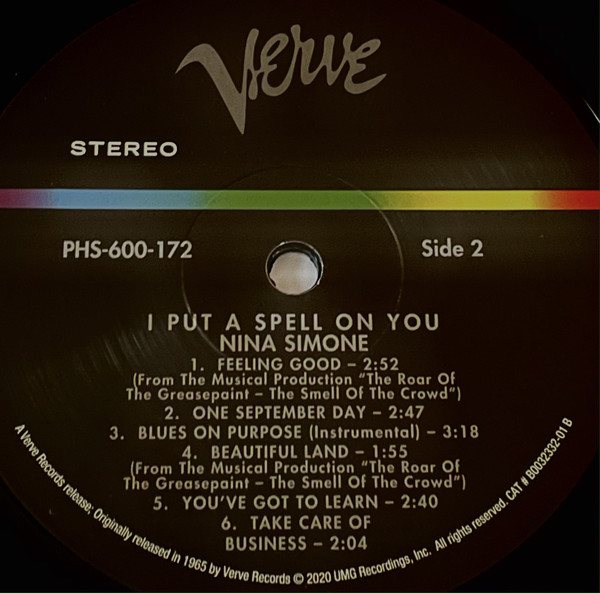 Verve
STEREO
PHS-600-172
Side 2
I PUT A SPELL ON YOU
NINA SIMONE
1. FEELING GOOD – 2:52
(From The Musical Production "The Roar Of
The Greasepaint – The Smell Of The Crowd")
2. ONE SEPTEMBER DAY – 2:47
3. BLUES ON PURPOSE (Instrumental) – 3:18
4. BEAUTIFUL LAND – 1:55
(From The Musical Production "The Roar Of
The Greasepaint – The Smell Of The Crowd")
5. YOU'VE GOT TO LEARN – 2:40
6. TAKE CARE OF
BUSINESS – 2:04
A Verve Records release; Originally released in 1965 by Verve Records © 2020 UMG Recordings, Inc. All rights reserved. CAT # B0032332-01 B